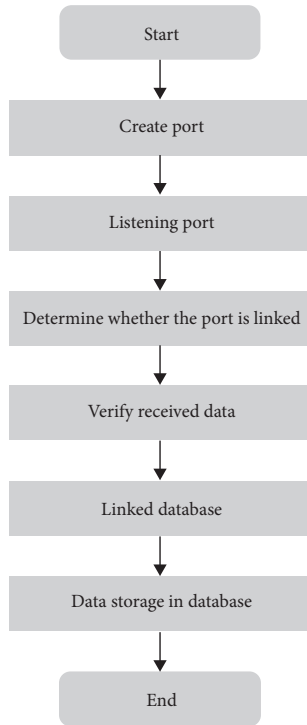 Start
Create port
Listening port
Determine whether the port is linked
Verify received data
Linked database
Data storage in database
End